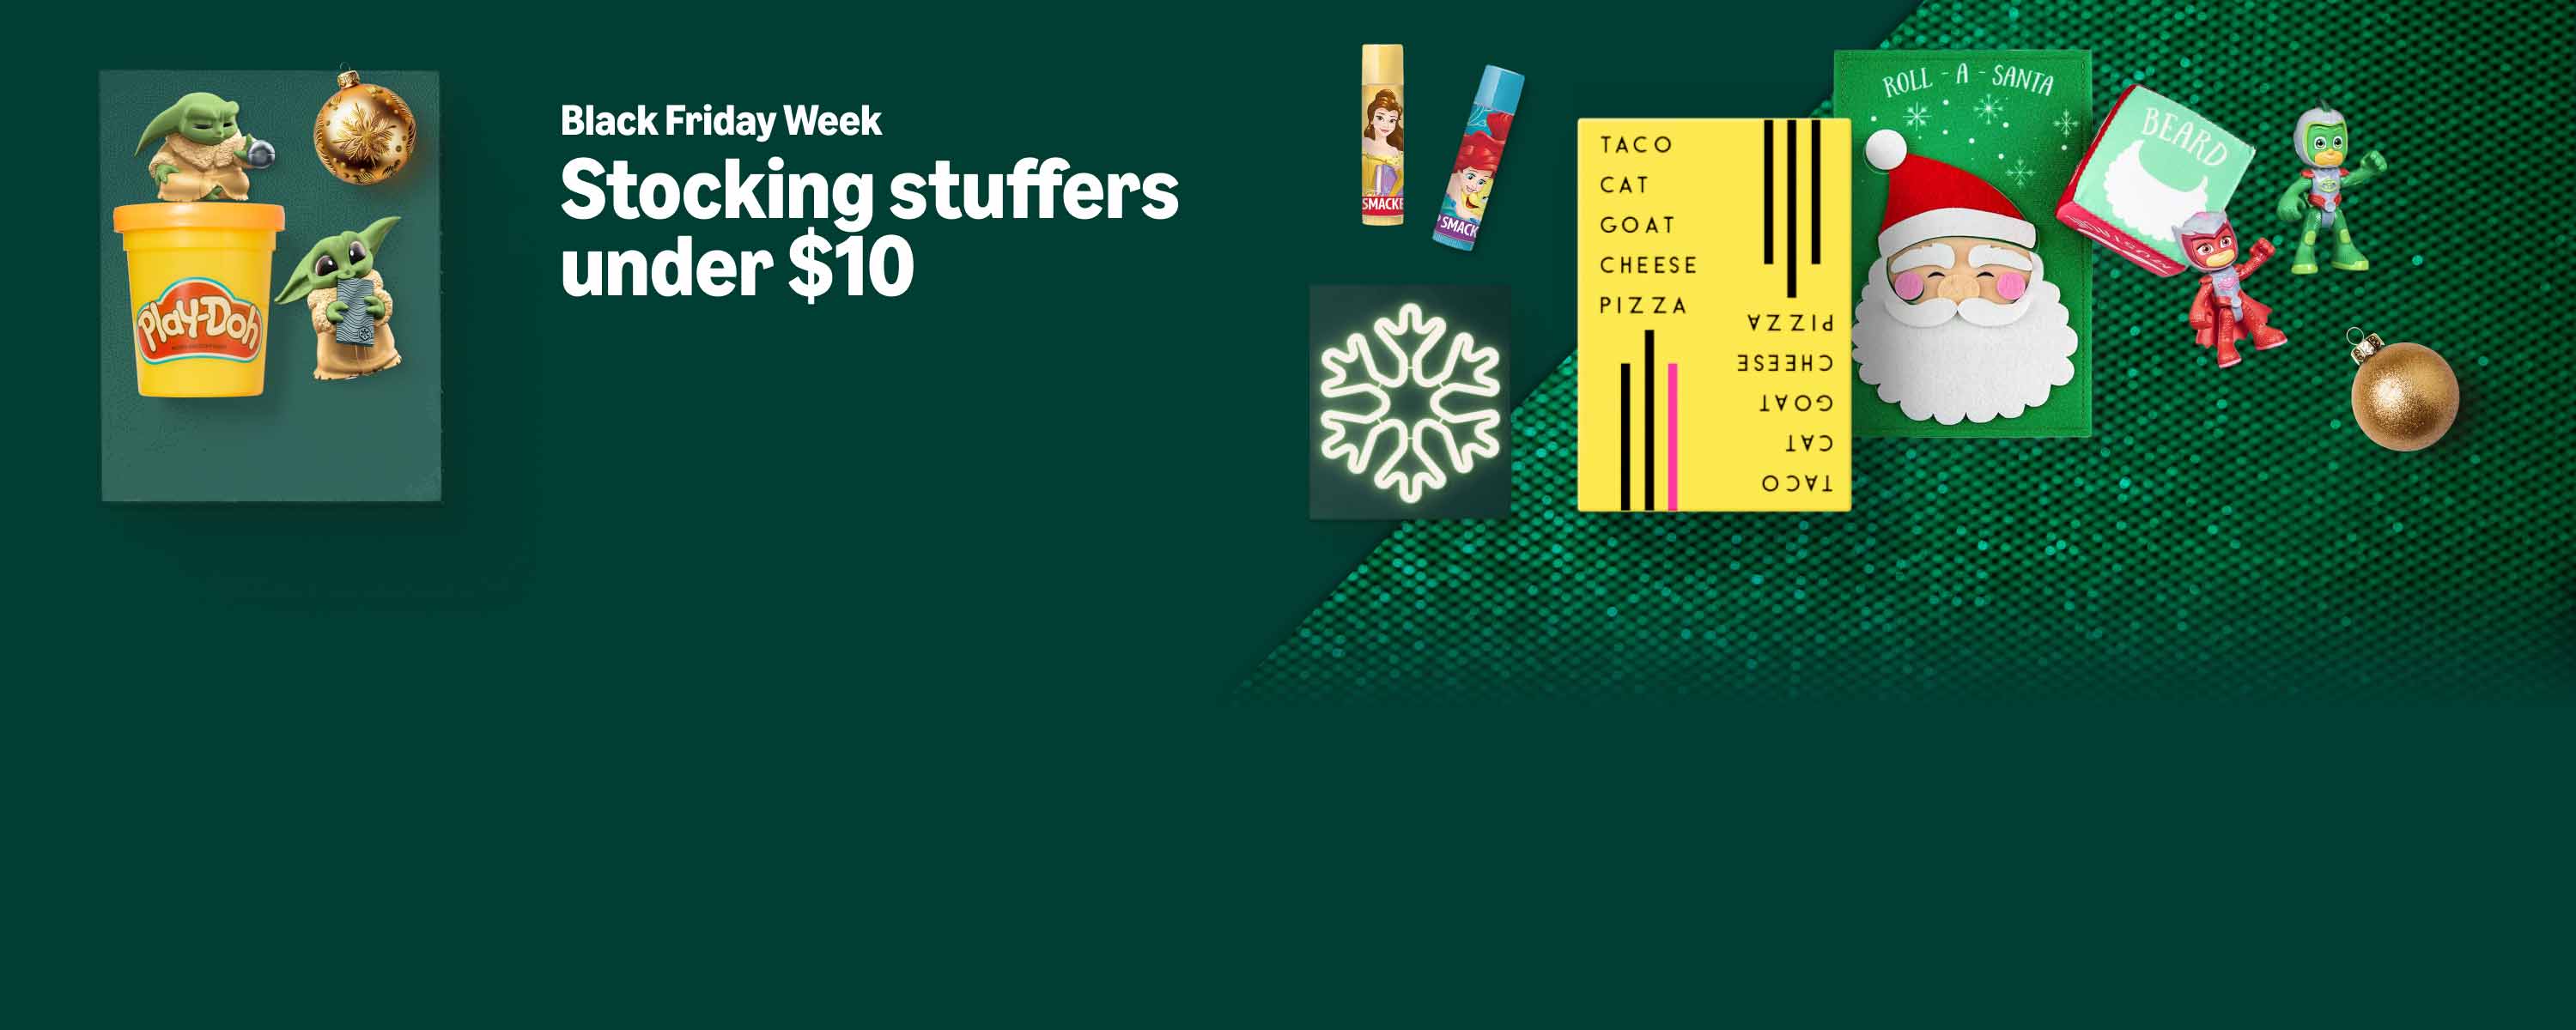 Black Friday Week
Stocking stuffers
under $10
Play-Doh
SMACKE
SMACK
TACO
CAT
GOAT
CHEESE
PIZZA
PIZZA
CHEESE
GOAT
CAT
TACO
ROLL - A - SANTA
BEARD